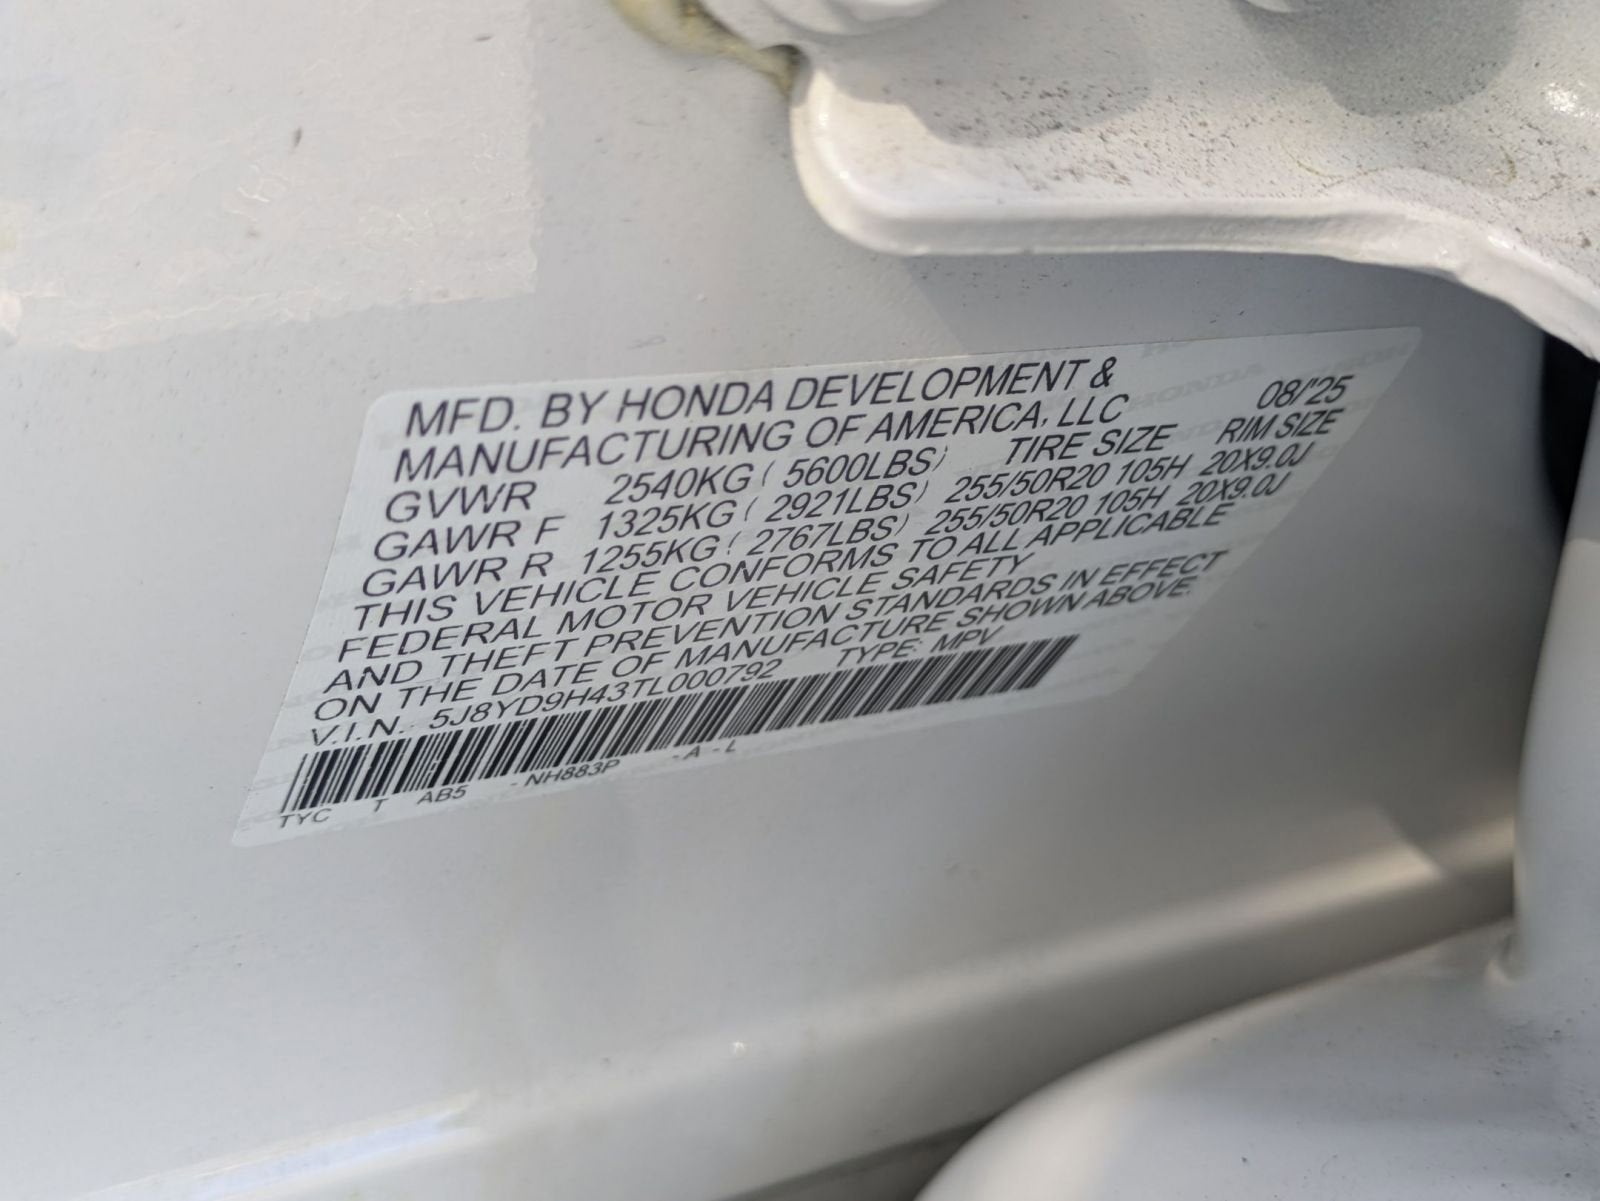 MFD. BY HONDA DEVELOPMENT &
MANUFACTURING OF AMERICA, LLC 08/'25
GVWR 2540KG ( 5600LBS) TIRE SIZE RIM SIZE
GAWR F 1325KG ( 2921LBS) 255/50R20 105H 20X9.0J
GAWR R 1255KG ( 2767LBS) 255/50R20 105H 20X9.0J
THIS VEHICLE CONFORMS TO ALL APPLICABLE
FEDERAL MOTOR VEHICLE SAFETY
AND THEFT PREVENTION STANDARDS IN EFFECT
ON THE DATE OF MANUFACTURE SHOWN ABOVE.
V.I.N. 5J8YD9H43TL000792 TYPE: MPV
TYC T AB5 - NH883P - A - L